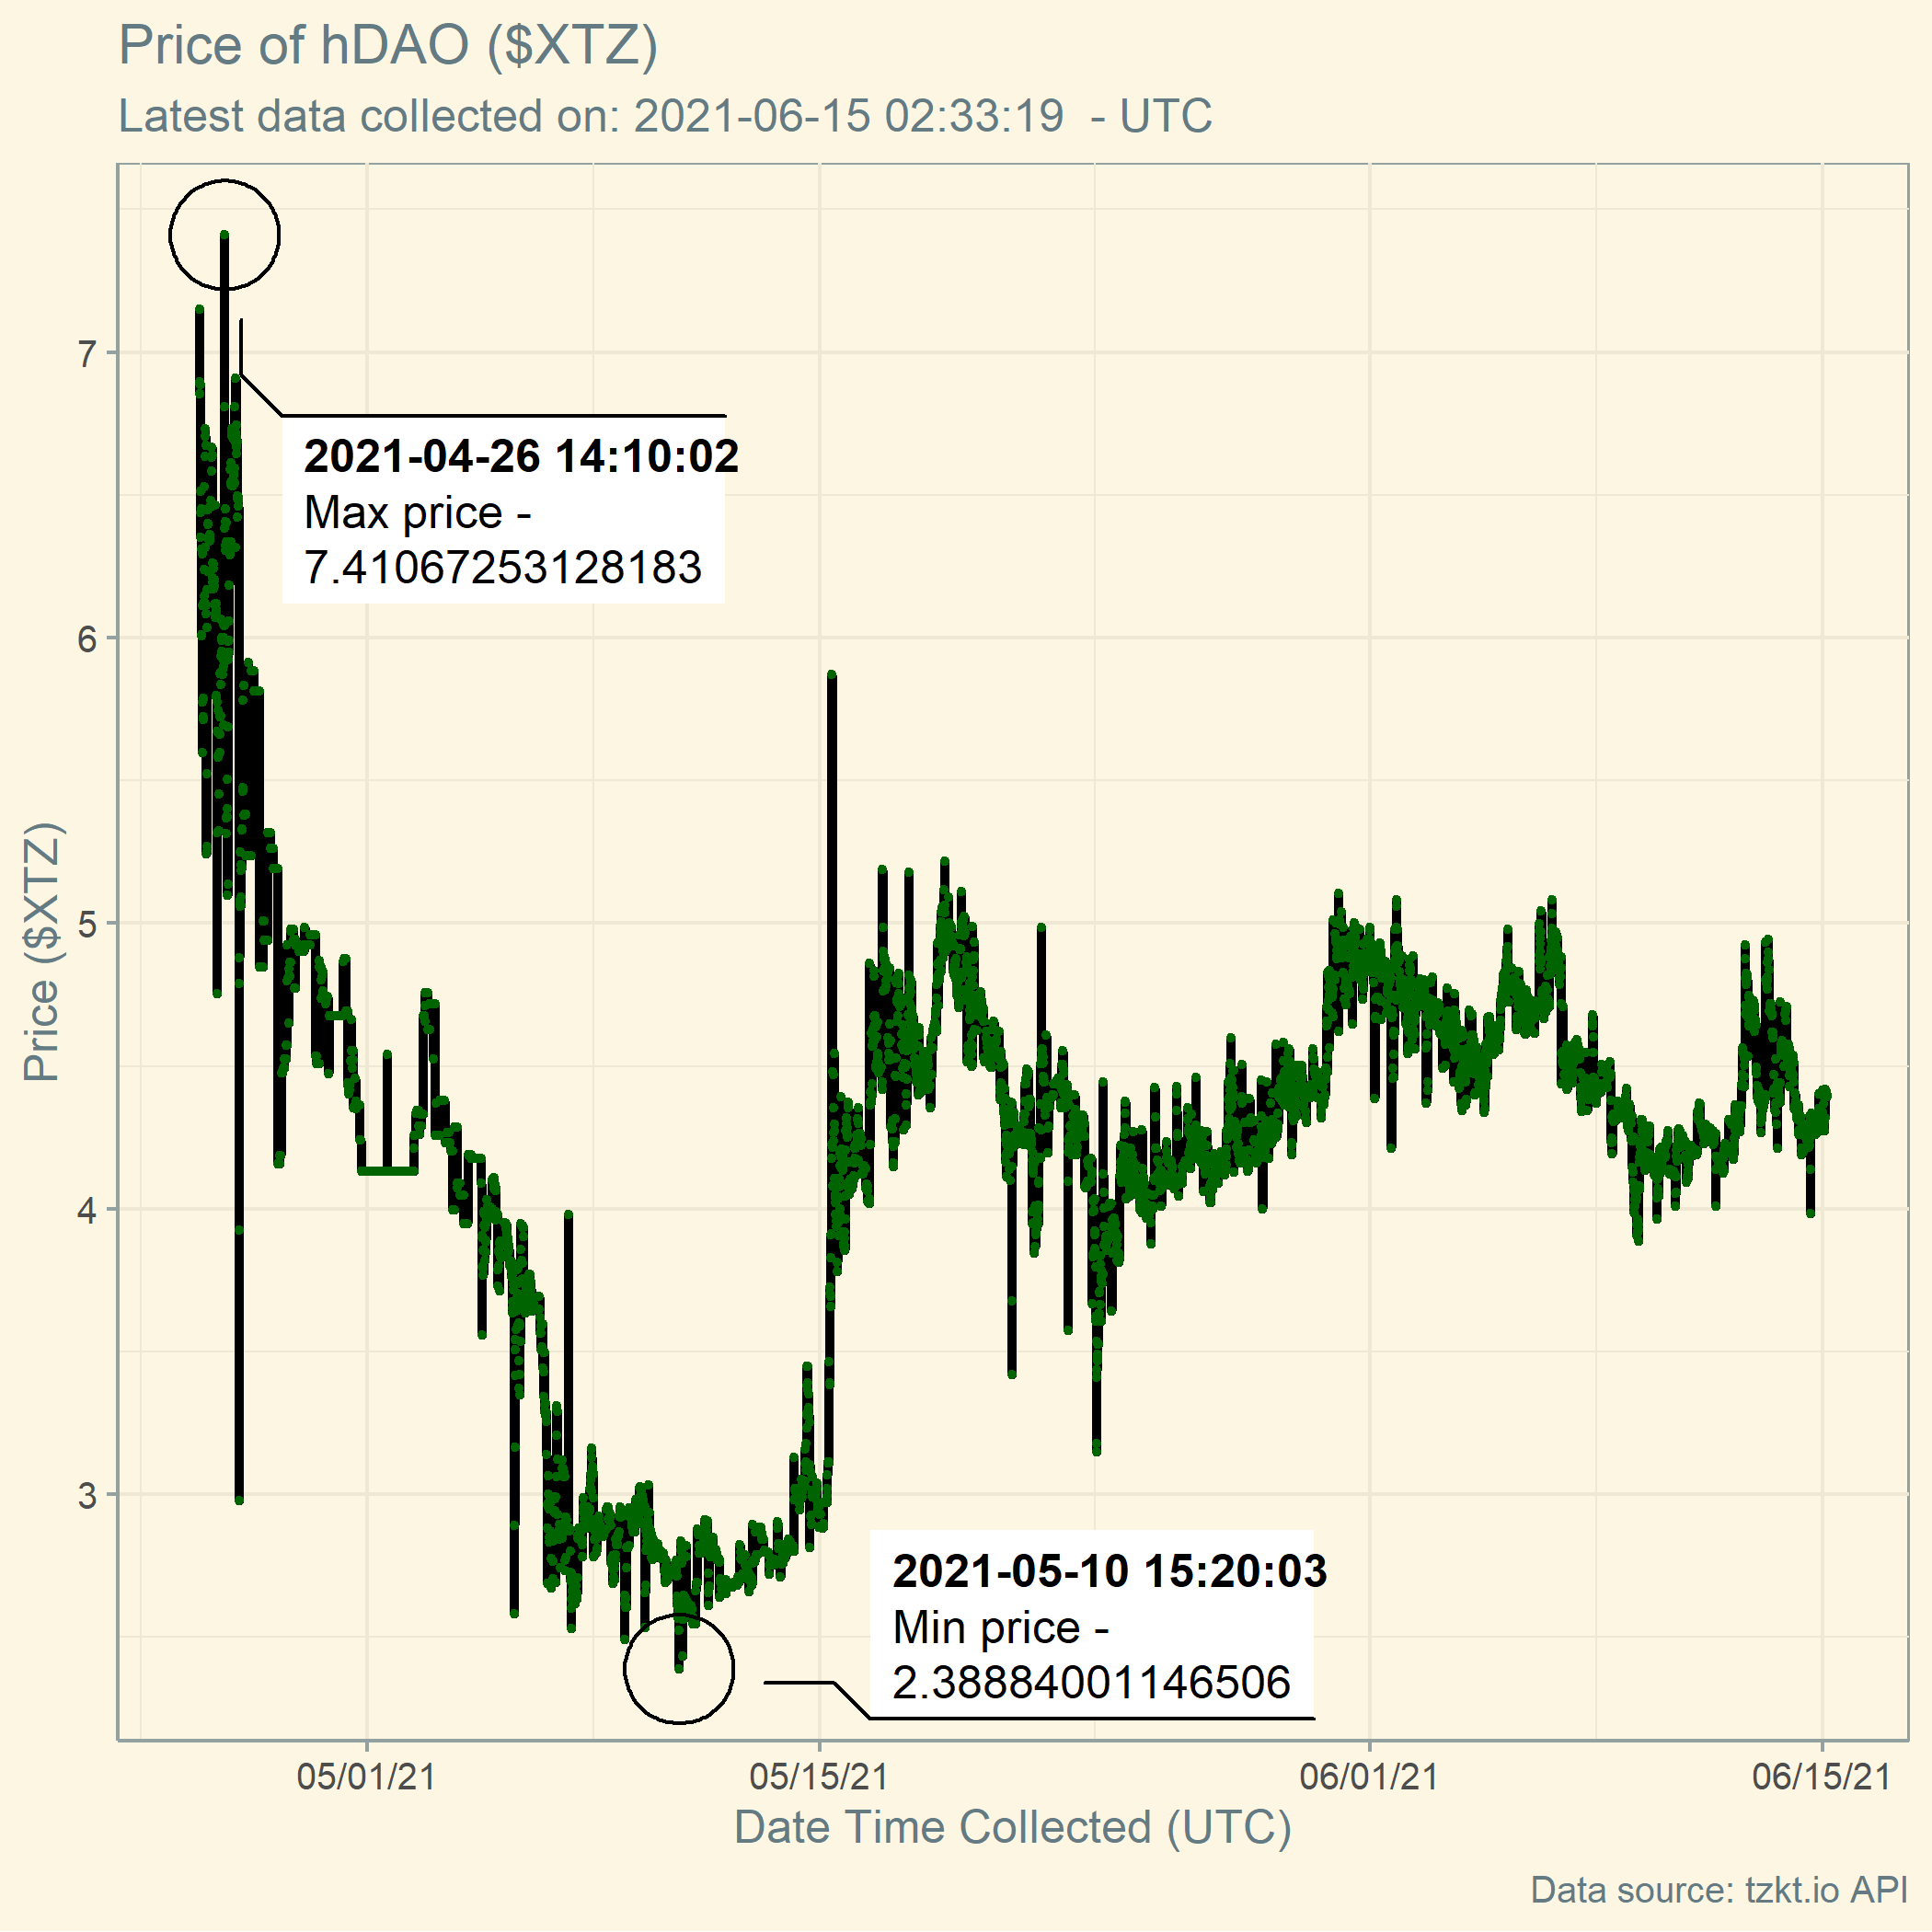 Price of hDAO ($XTZ)
Latest data collected on: 2021-06-15 02:33:19  - UTC
7
6
5
4
3
Price ($XTZ)
2021-04-26 14:10:02
Max price -
7.41067253128183
2021-05-10 15:20:03
Min price -
2.38884001146506
05/01/21
05/15/21
06/01/21
06/15/21
Date Time Collected (UTC)
Data source: tzkt.io API